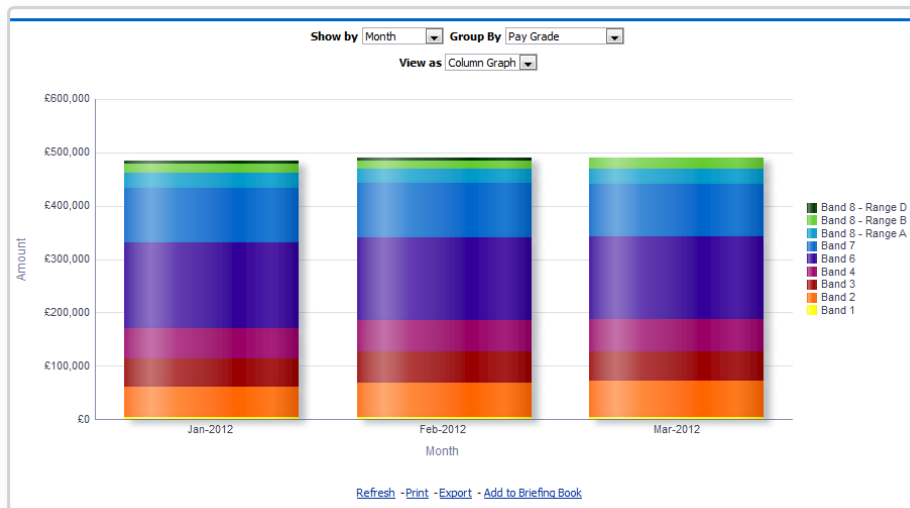 Show by Month Group By Pay Grade
View as Column Graph
£600,000
£500,000
£400,000
£300,000
£200,000
£100,000
£0
Amount
Jan-2012 Feb-2012 Mar-2012
Month
Band 8 - Range D
Band 8 - Range B
Band 8 - Range A
Band 7
Band 6
Band 4
Band 3
Band 2
Band 1
Refresh - Print - Export - Add to Briefing Book